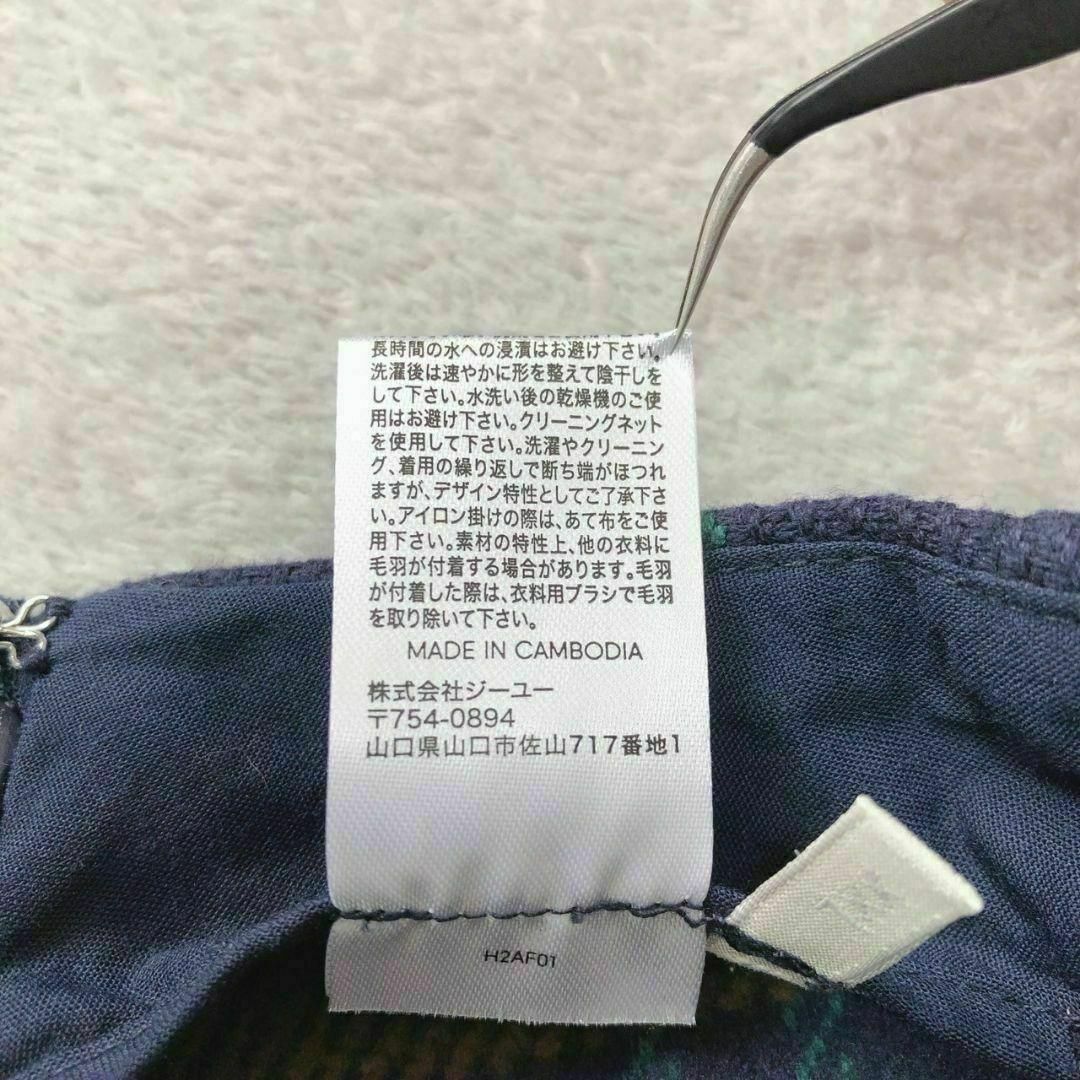 長時間の水への浸漬はお避け下さい。
洗濯後は速やかに形を整えて陰干しを
して下さい。水洗い後の乾燥機のご使
用はお避け下さい。クリーニングネット
を使用して下さい。洗濯やクリーニン
グ、着用の繰り返しで断ち端がほつれ
ますが、デザイン特性としてご了承下さ
い。アイロン掛けの際は、あて布をご使
用下さい。素材の特性上、他の衣料に
毛羽が付着する場合があります。毛羽
が付着した際は、衣料用ブラシで毛羽
を取り除いて下さい。
MADE IN CAMBODIA
株式会社ジーユー
〒754-0894
山口県山口市佐山717番地1
H2AF01